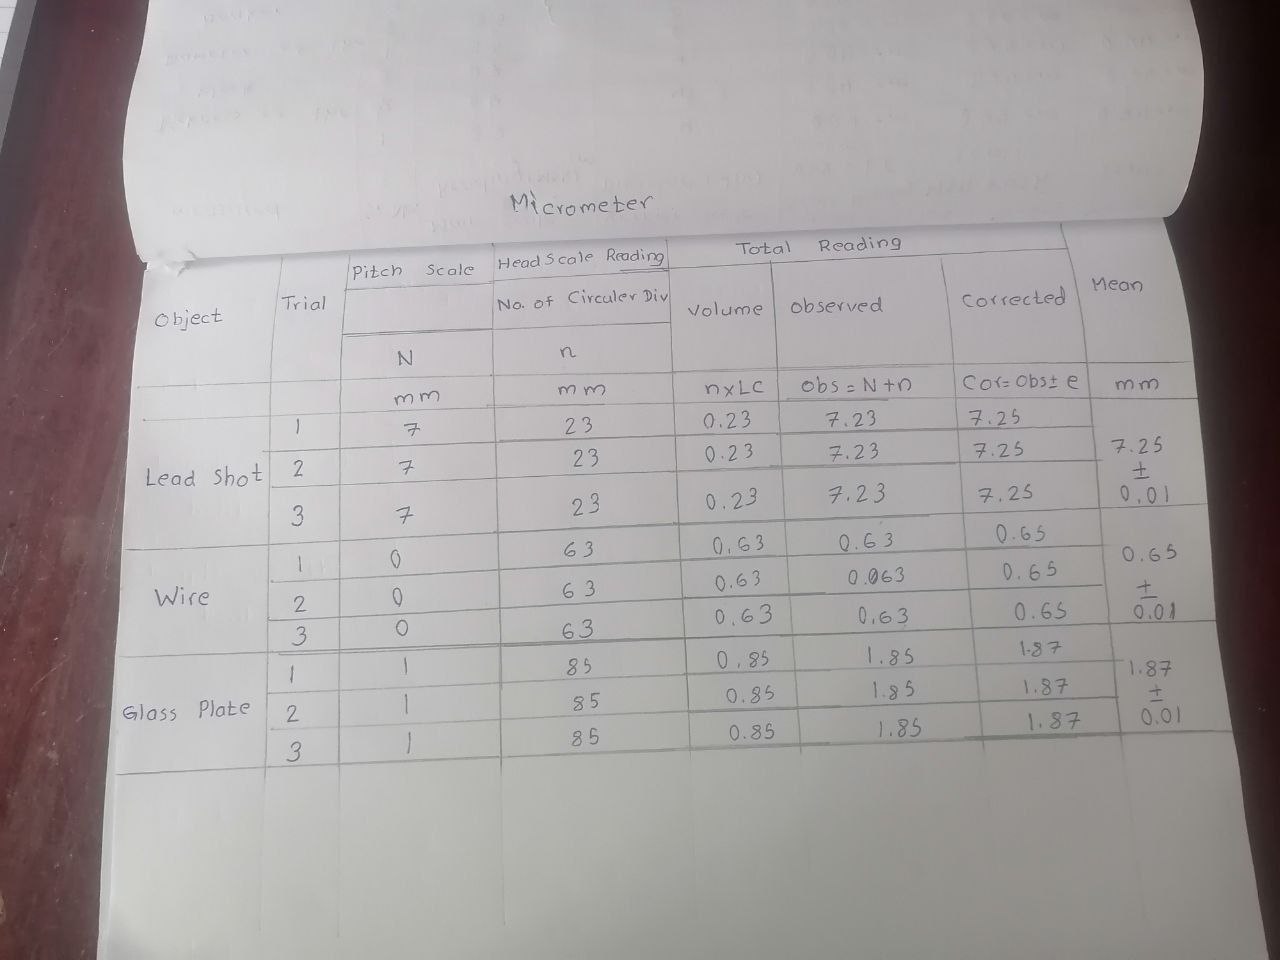 Micrometer
Object Trial Pitch Scale Head Scale Reading Total Reading Mean
No. of Circuler Div Volume Observed Corrected
N n
mm mm n×LC Obs = N+n Cor= Obs± e mm
Lead Shot 1 7 23 0.23 7.23 7.25 7.25 ± 0.01
2 7 23 0.23 7.23 7.25
3 7 23 0.23 7.23 7.25
Wire 1 0 63 0.63 0.63 0.65 0.65 ± 0.01
2 0 63 0.63 0.063 0.65
3 0 63 0.63 0.63 0.65
Glass Plate 1 1 85 0.85 1.85 1.87 1.87 ± 0.01
2 1 85 0.85 1.85 1.87
3 1 85 0.85 1.85 1.87